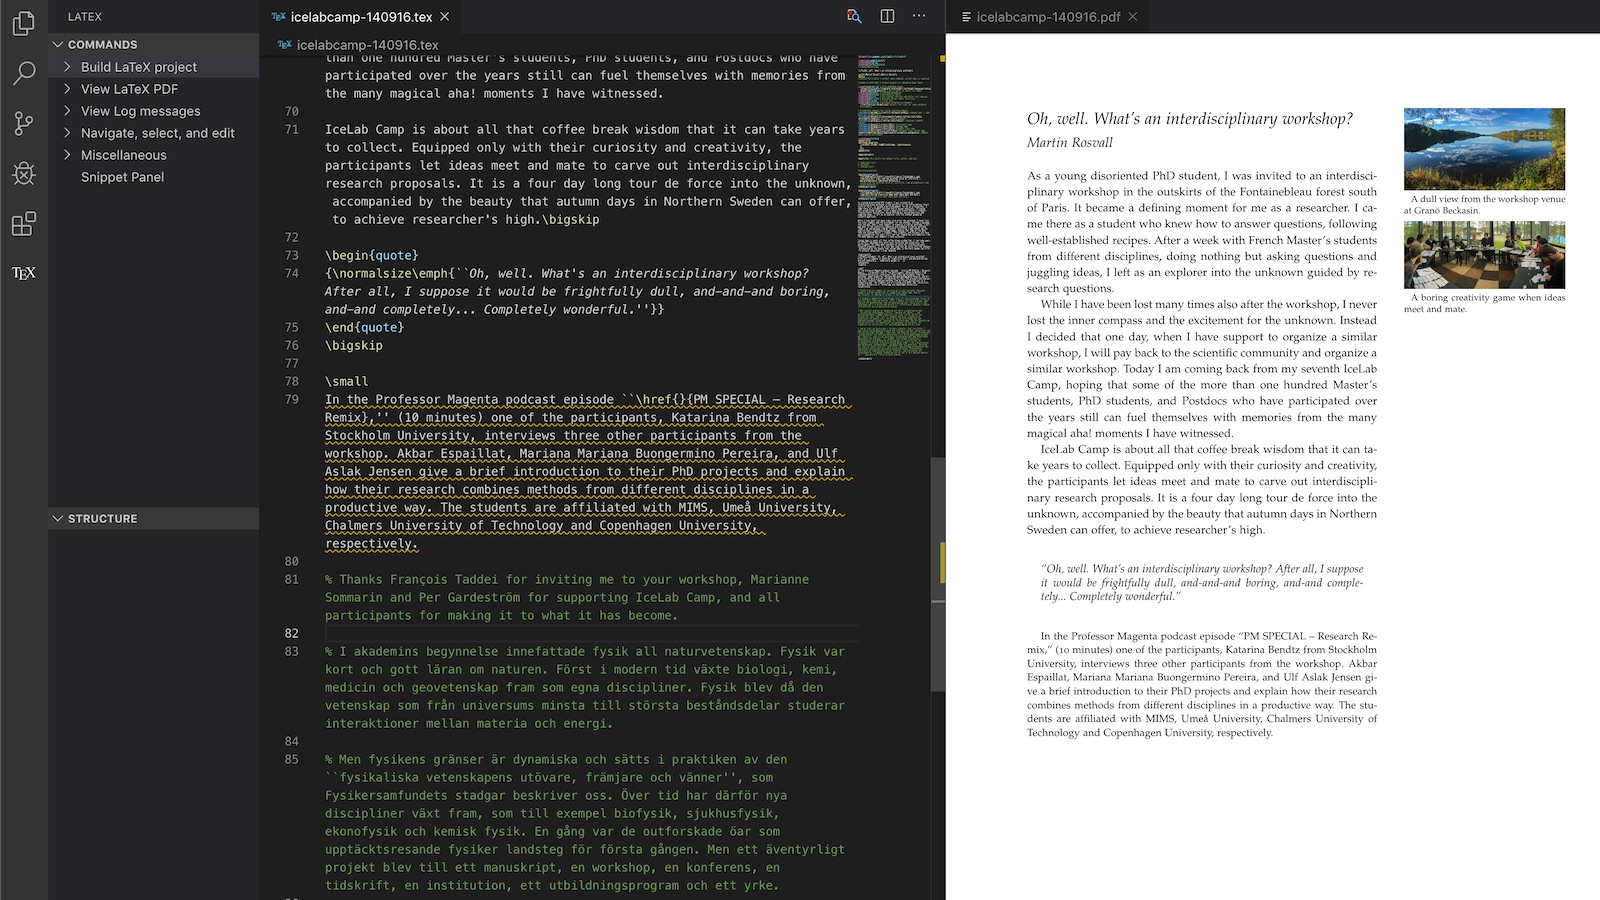 LATEX
COMMANDS
Build LaTeX project
View LaTeX PDF
View Log messages
Navigate, select, and edit
Miscellaneous
Snippet Panel
STRUCTURE
TEX
TEX icelabcamp-140916.tex
TEX icelabcamp-140916.tex
than one hundred Master's students, PhD students, and Postdocs who have
participated over the years still can fuel themselves with memories from
the many magical aha! moments I have witnessed.
70
71 IceLab Camp is about all that coffee break wisdom that it can take years
to collect. Equipped only with their curiosity and creativity, the
participants let ideas meet and mate to carve out interdisciplinary
research proposals. It is a four day long tour de force into the unknown,
accompanied by the beauty that autumn days in Northern Sweden can offer,
to achieve researcher's high.\bigskip
72
73 \begin{quote}
74 {\normalsize\emph{``Oh, well. What's an interdisciplinary workshop?
After all, I suppose it would be frightfully dull, and—and—and boring,
and—and completely... Completely wonderful.''}}
75 \end{quote}
76 \bigskip
77
78 \small
79 In the Professor Magenta podcast episode ``\href{}{PM SPECIAL – Research
Remix},'' (10 minutes) one of the participants, Katarina Bendtz from
Stockholm University, interviews three other participants from the
workshop. Akbar Espaillat, Mariana Mariana Buongermino Pereira, and Ulf
Aslak Jensen give a brief introduction to their PhD projects and explain
how their research combines methods from different disciplines in a
productive way. The students are affiliated with MIMS, Umeå University,
Chalmers University of Technology and Copenhagen University,
respectively.
80
81 % Thanks François Taddei for inviting me to your workshop, Marianne
Sommarin and Per Gardeström for supporting IceLab Camp, and all
participants for making it to what it has become.
82
83 % I akademins begynnelse innefattade fysik all naturvetenskap. Fysik var
kort och gott läran om naturen. Först i modern tid växte biologi, kemi,
medicin och geovetenskap fram som egna discipliner. Fysik blev då den
vetenskap som från universums minsta till största beståndsdelar studerar
interaktioner mellan materia och energi.
84
85 % Men fysikens gränser är dynamiska och sätts i praktiken av den
``fysikaliska vetenskapens utövare, främjare och vänner'', som
Fysikersamfundets stadgar beskriver oss. Över tid har därför nya
discipliner växt fram, som till exempel biofysik, sjukhusfysik,
ekonofysik och kemisk fysik. En gång var de outforskade öar som
upptäcktsresande fysiker landsteg för första gången. Men ett äventyrligt
projekt blev till ett manuskript, en workshop, en konferens, en
tidskrift, en institution, ett utbildningsprogram och ett yrke.
icelabcamp-140916.pdf
Oh, well. What's an interdisciplinary workshop?
Martin Rosvall
As a young disoriented PhD student, I was invited to an interdisci-
plinary workshop in the outskirts of the Fontainebleau forest south
of Paris. It became a defining moment for me as a researcher. I ca-
me there as a student who knew how to answer questions, following
well-established recipes. After a week with French Master's students
from different disciplines, doing nothing but asking questions and
juggling ideas, I left as an explorer into the unknown guided by re-
search questions.
While I have been lost many times also after the workshop, I never
lost the inner compass and the excitement for the unknown. Instead
I decided that one day, when I have support to organize a similar
workshop, I will pay back to the scientific community and organize a
similar workshop. Today I am coming back from my seventh IceLab
Camp, hoping that some of the more than one hundred Master's
students, PhD students, and Postdocs who have participated over
the years still can fuel themselves with memories from the many
magical aha! moments I have witnessed.
IceLab Camp is about all that coffee break wisdom that it can ta-
ke years to collect. Equipped only with their curiosity and creativity,
the participants let ideas meet and mate to carve out interdiscipli-
nary research proposals. It is a four day long tour de force into the
unknown, accompanied by the beauty that autumn days in Northern
Sweden can offer, to achieve researcher's high.
“Oh, well. What's an interdisciplinary workshop? After all, I suppose
it would be frightfully dull, and-and-and boring, and-and comple-
tely... Completely wonderful.”
In the Professor Magenta podcast episode “PM SPECIAL – Research Re-
mix,” (10 minutes) one of the participants, Katarina Bendtz from Stockholm
University, interviews three other participants from the workshop. Akbar
Espaillat, Mariana Mariana Buongermino Pereira, and Ulf Aslak Jensen gi-
ve a brief introduction to their PhD projects and explain how their research
combines methods from different disciplines in a productive way. The stu-
dents are affiliated with MIMS, Umeå University, Chalmers University of
Technology and Copenhagen University, respectively.
A dull view from the workshop venue
at Granö Beckasin.
A boring creativity game when ideas
meet and mate.